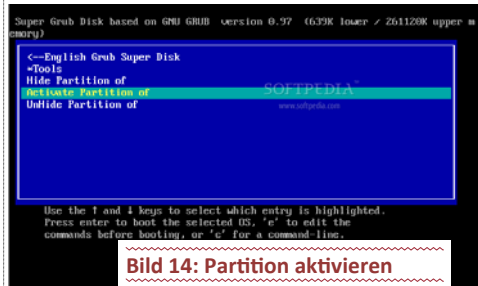 Super Grub Disk based on GMU GRUB version 0.97 (639K lower / 261120K upper m
emory)
<--English Grub Super Disk
=Tools
Hide Partition of
Activate Partition of
UnHide Partition of
SOFTPEDIA
www.softpedia.com
Use the ↑ and ↓ keys to select which entry is highlighted.
Press enter to boot the selected OS, 'e' to edit the
commands before booting, or 'c' for a command-line.
Bild 14: Partition aktivieren